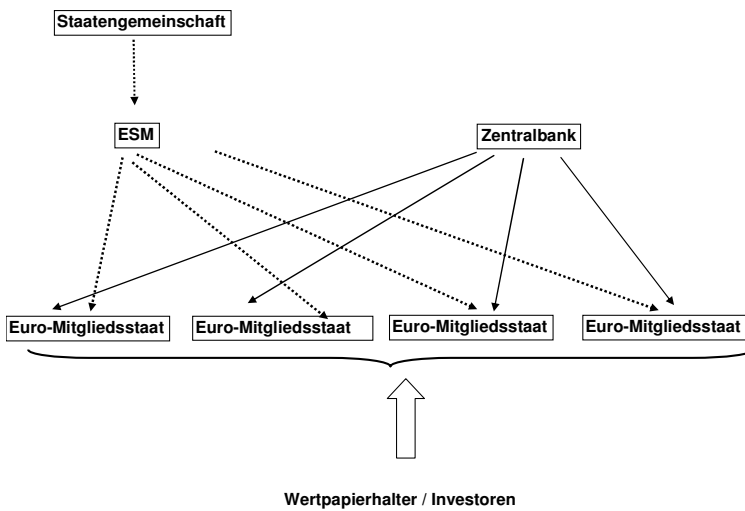 Staatengemeinschaft
ESM
Zentralbank
Euro-Mitgliedsstaat
Euro-Mitgliedsstaat
Euro-Mitgliedsstaat
Euro-Mitgliedsstaat
Wertpapierhalter / Investoren